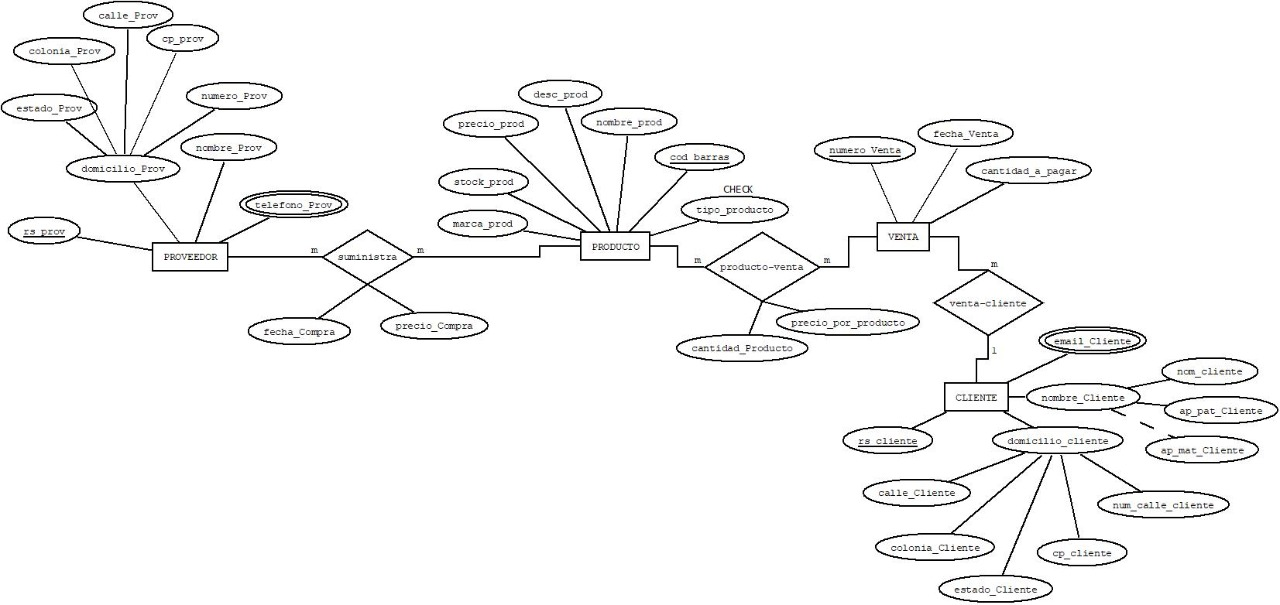 calle_Prov
cp_prov
colonia_Prov
estado_Prov
numero_Prov
nombre_Prov
domicilio_Prov
telefono_Prov
rs_prov
PROVEEDOR
m
suministra
m
fecha_Compra
precio_Compra
desc_prod
precio_prod
nombre_prod
cod_barras
stock_prod
CHECK
tipo_producto
marca_prod
PRODUCTO
m
producto-venta
m
precio_por_producto
cantidad_Producto
fecha_Venta
numero_Venta
cantidad_a_pagar
VENTA
m
venta-cliente
1
email_Cliente
CLIENTE
nombre_Cliente
nom_cliente
ap_pat_Cliente
ap_mat_Cliente
rs_cliente
domicilio_cliente
calle_Cliente
num_calle_cliente
colonia_Cliente
cp_cliente
estado_Cliente